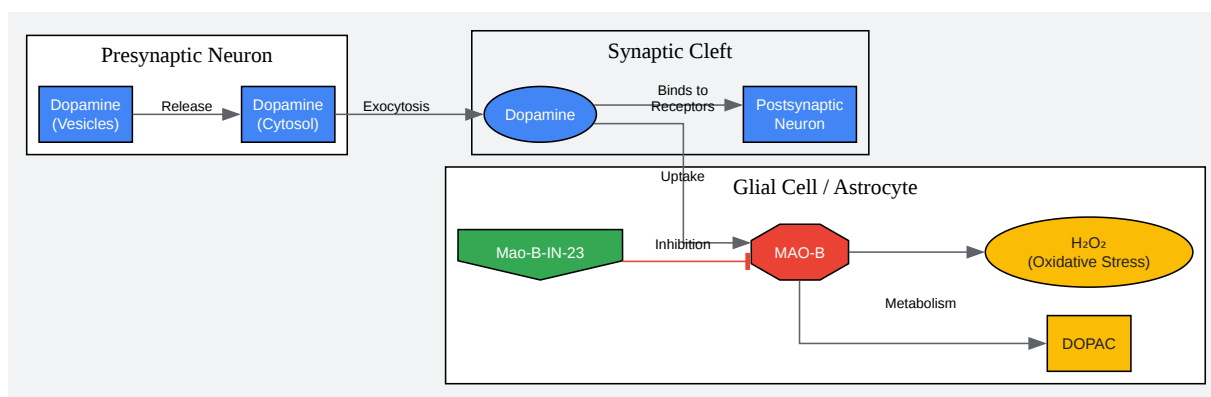 Presynaptic Neuron
Dopamine
(Vesicles)
Release
Dopamine
(Cytosol)
Exocytosis
Synaptic Cleft
Dopamine
Binds to
Receptors
Postsynaptic
Neuron
Uptake
Glial Cell / Astrocyte
Mao-B-IN-23
Inhibition
MAO-B
H₂O₂
(Oxidative Stress)
Metabolism
DOPAC